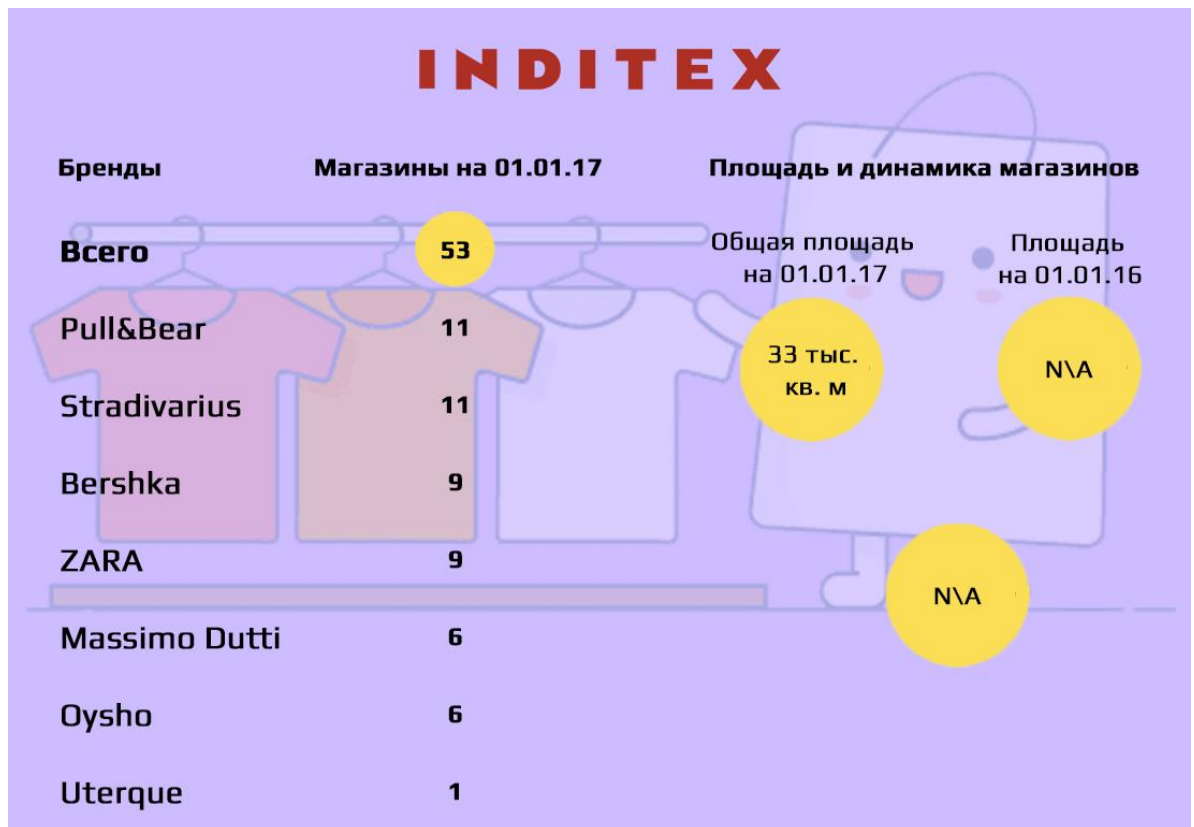 INDITEX
Бренды Магазины на 01.01.17 Площадь и динамика магазинов
Всего 53
Общая площадь
на 01.01.17
Площадь
на 01.01.16
Pull&Bear 11
33 тыс.
кв. м
N\A
Stradivarius 11
Bershka 9
ZARA 9
N\A
Massimo Dutti 6
Oysho 6
Uterque 1